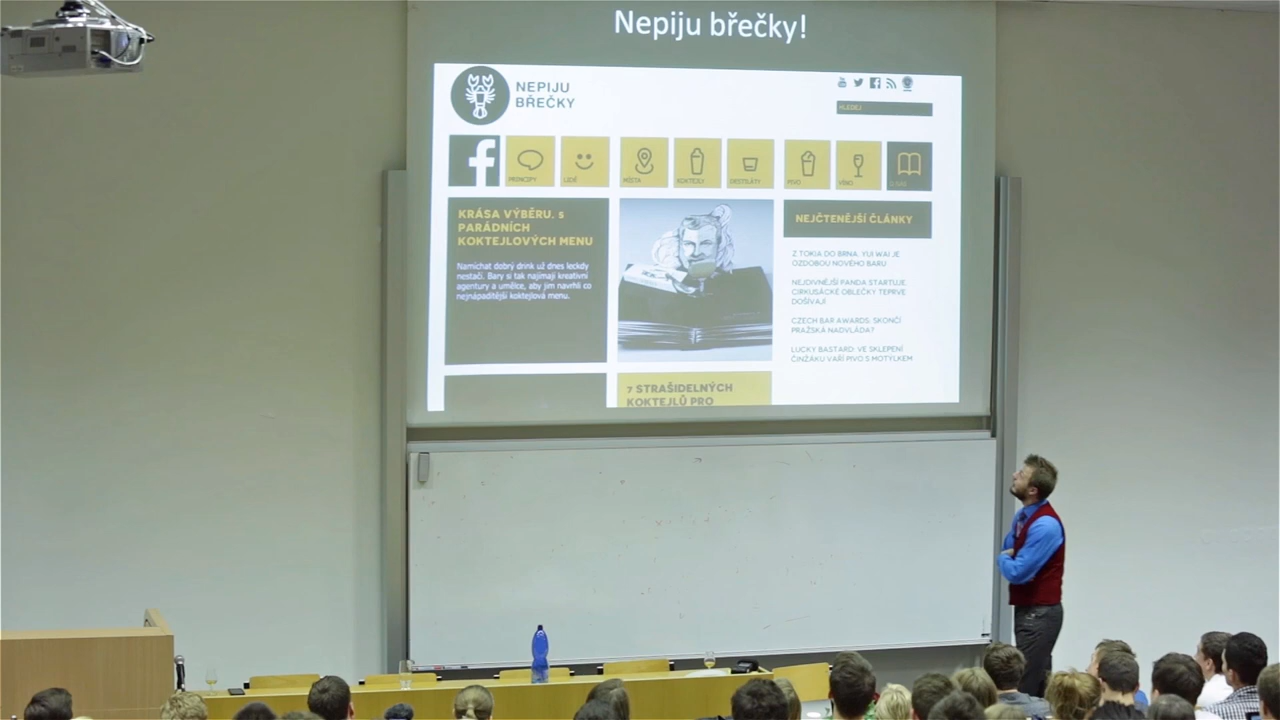 Nepiju břečky!
NEPIJU
BŘEČKY
HLEDEJ
PRINCIPY
LIDÉ
MÍSTA
KOKTEJLY
DESTILÁTY
PIVO
VÍNO
KRÁSA VÝBĚRU. 5
PARÁDNÍCH
KOKTEJLOVÝCH MENU
Namíchat dobrý drink už dnes leckdy
nestačí. Bary si tak najímají kreativní
agentury a umělce, aby jim navrhli co
nejnápaditější koktejlová menu.
7 STRAŠIDELNÝCH
KOKTEJLŮ PRO
NEJČTENĚJŠÍ ČLÁNKY
Z TOKIA DO BRNA. YUI WAI JE
OZDOBOU NOVÉHO BARU
NEJDIVNĚJŠÍ PANDA STARTUJE.
CIRKUSÁCKÉ OBLEČKY TEPRVE
DOŠÍVAJÍ
CZECH BAR AWARDS: SKONČÍ
PRAŽSKÁ NADVLÁDA?
LUCKY BASTARD: VE SKLEPENÍ
ČINŽÁKU VAŘÍ PIVO S MOTÝLKEM